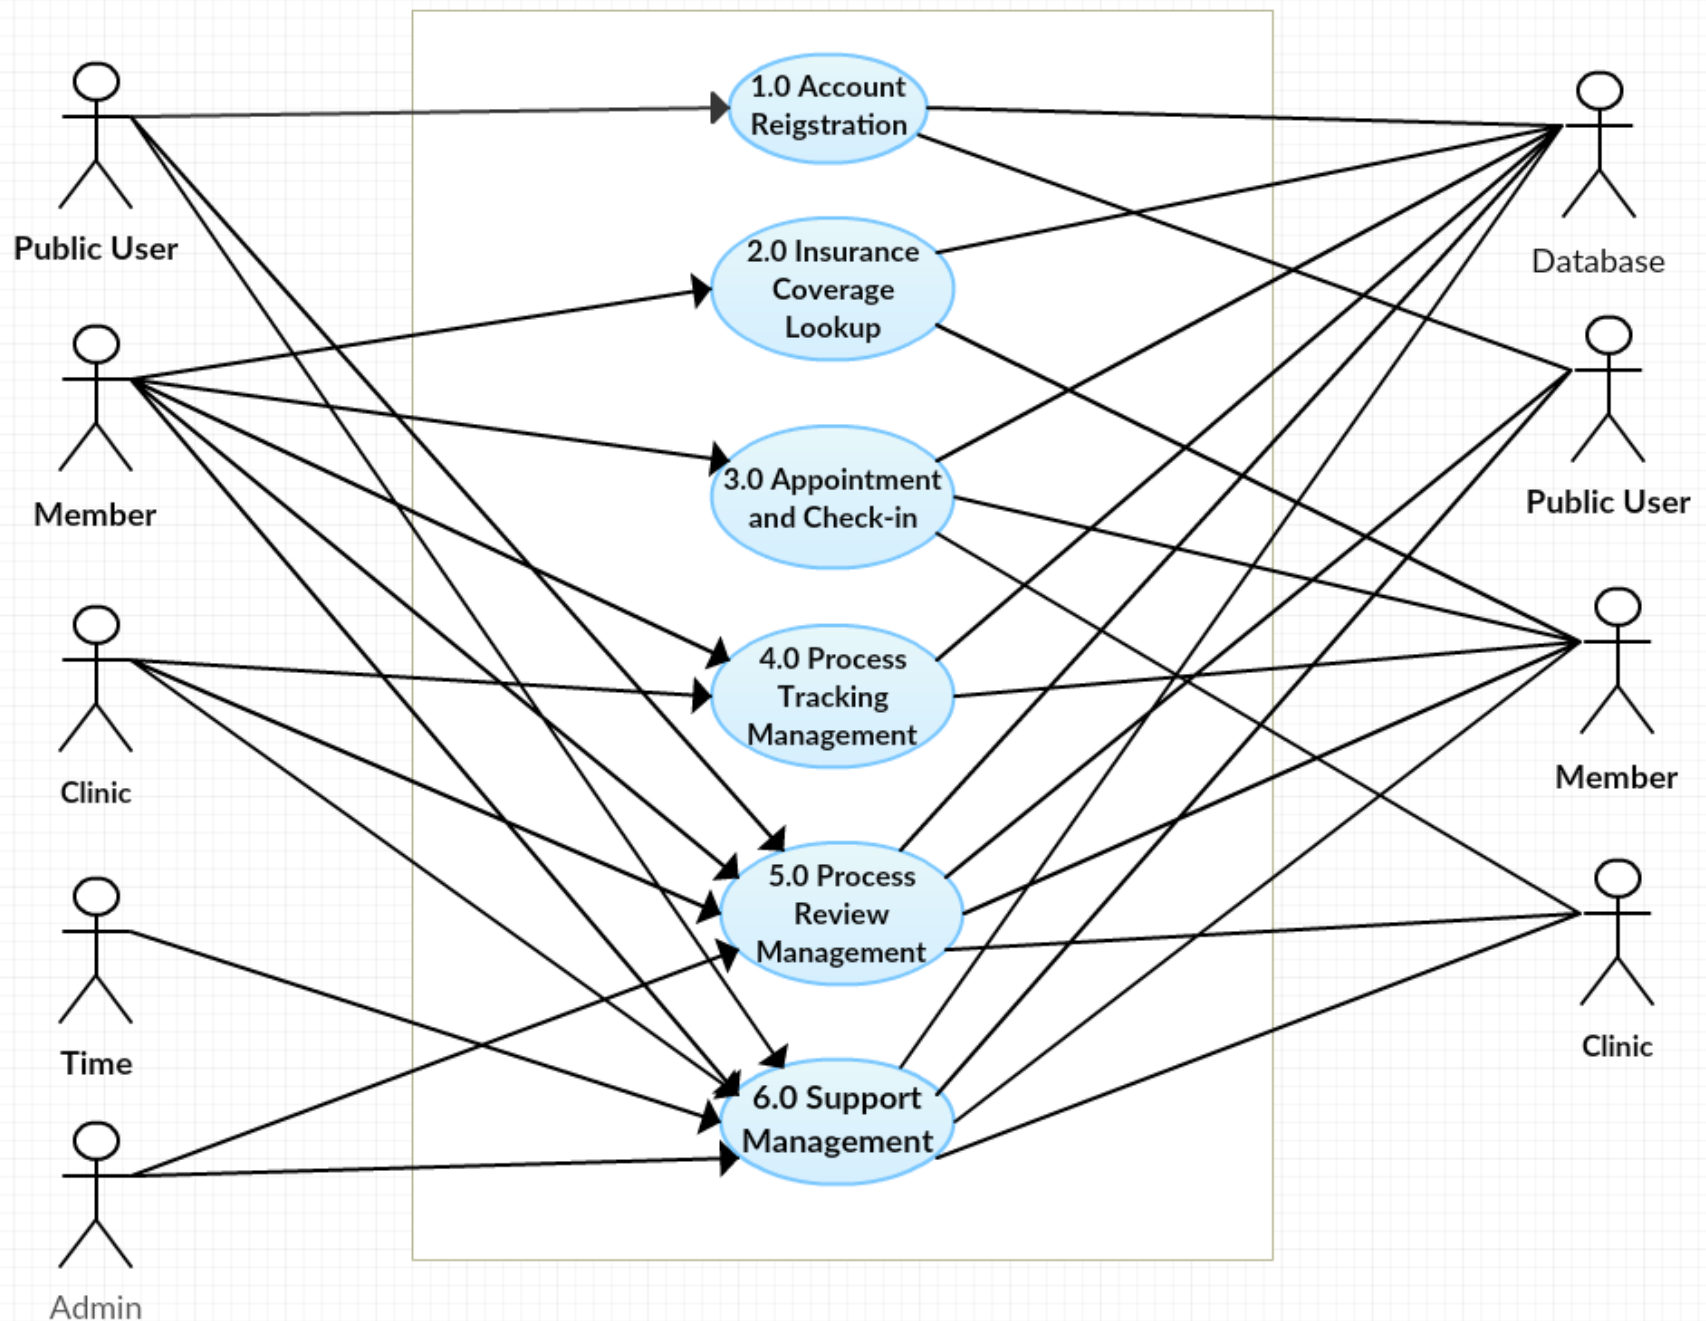 Public User
Member
Clinic
Time
Admin
1.0 Account
Reigstration
2.0 Insurance
Coverage
Lookup
3.0 Appointment
and Check-in
4.0 Process
Tracking
Management
5.0 Process
Review
Management
6.0 Support
Management
Database
Public User
Member
Clinic